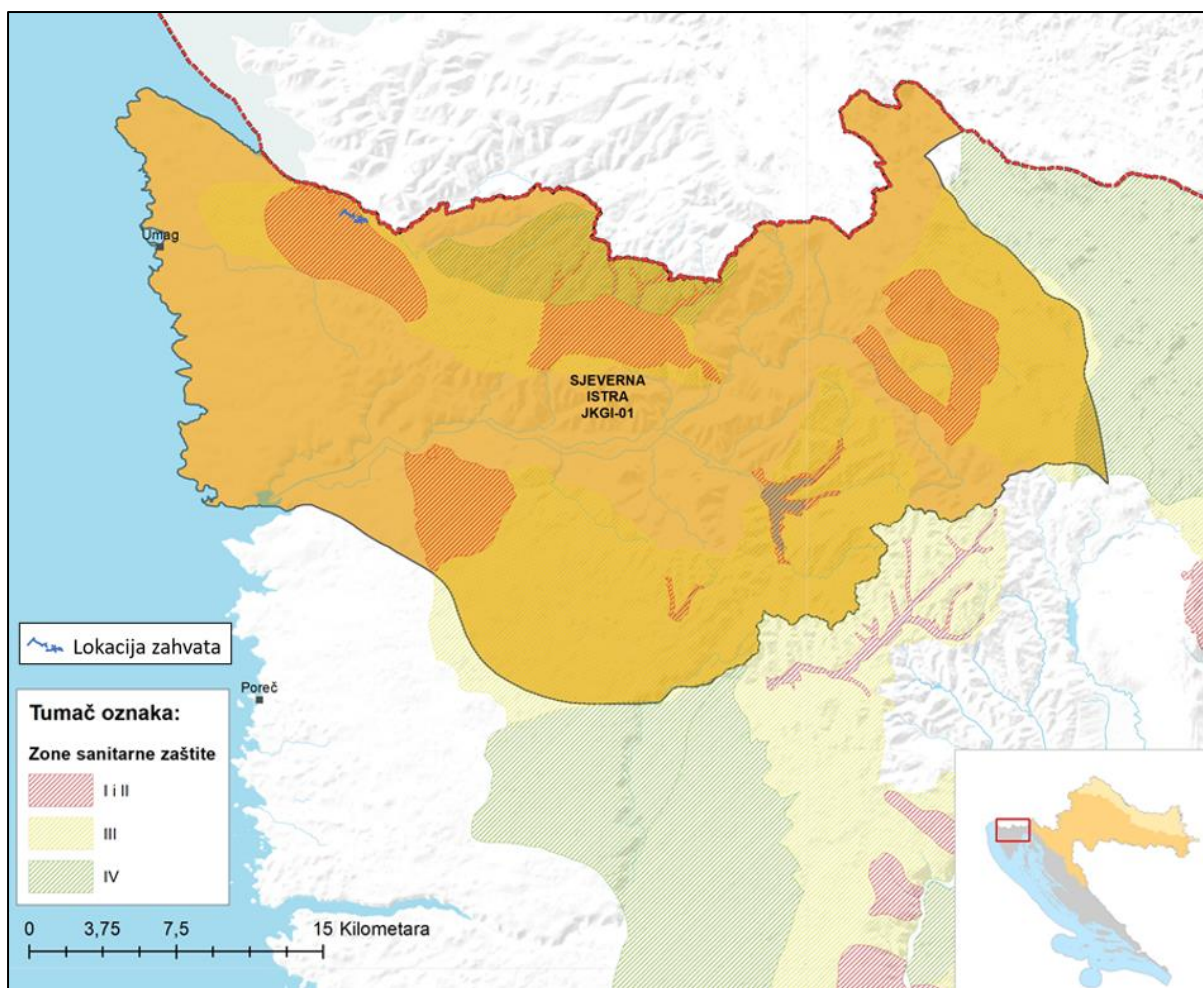 Umag
SJEVERNA
ISTRA
JKGI-01
Lokacija zahvata
Poreč
Tumač oznaka:
Zone sanitarne zaštite
I i II
III
IV
0 3,75 7,5 15 Kilometara